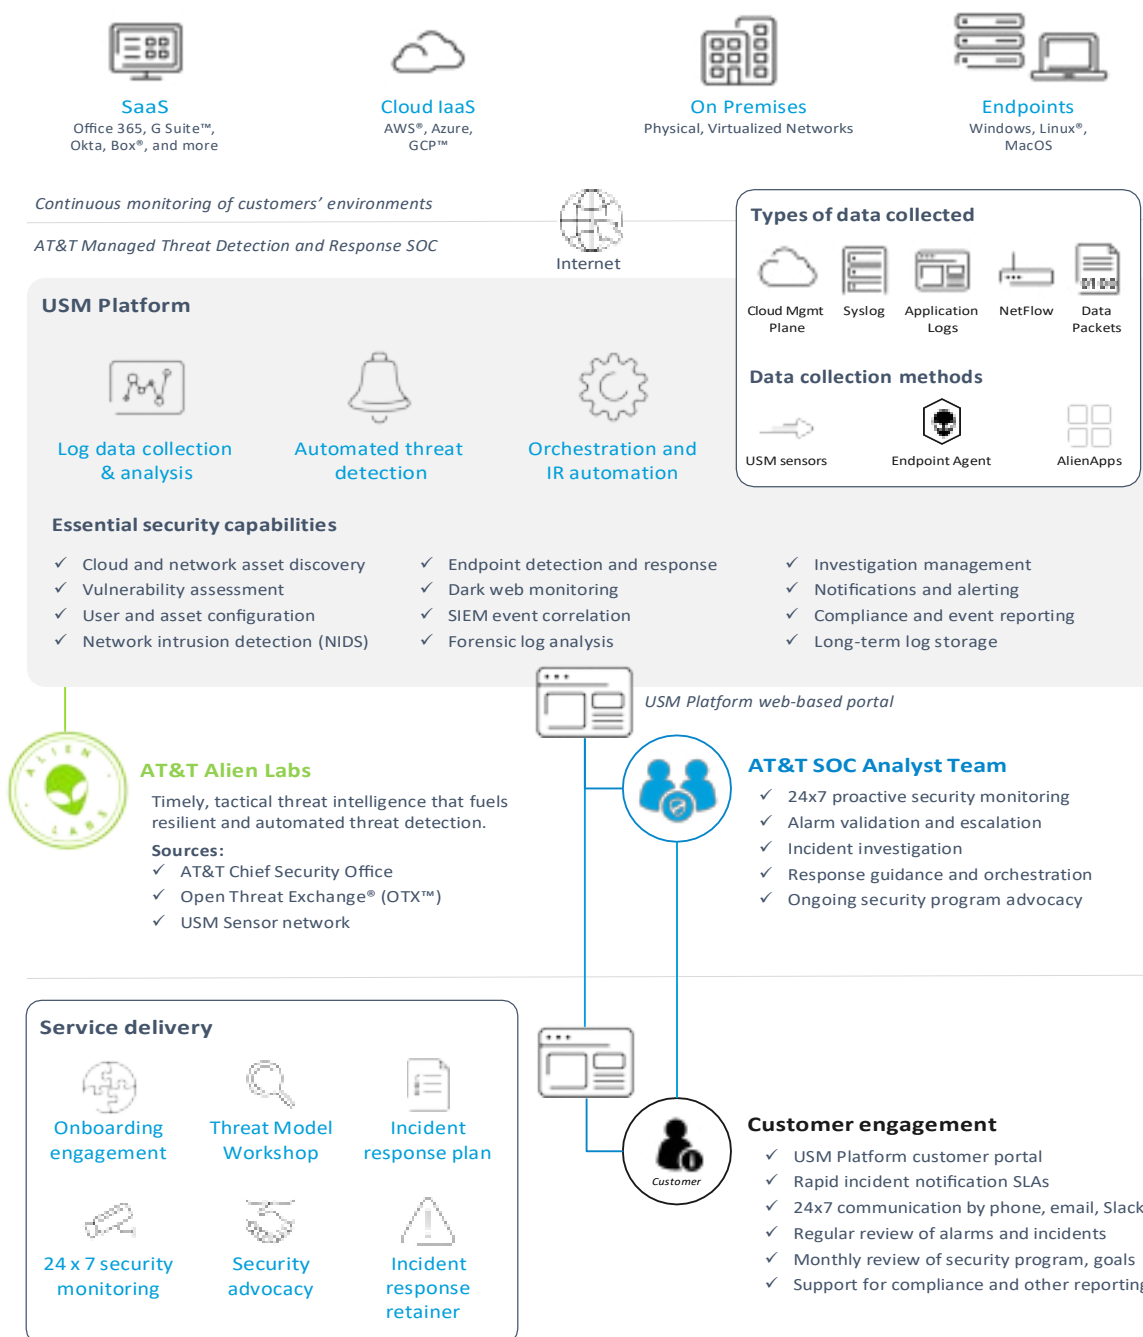 SaaS
Office 365, G Suite™,
Okta, Box®, and more
Cloud IaaS
AWS®, Azure,
GCP™
On Premises
Physical, Virtualized Networks
Endpoints
Windows, Linux®,
MacOS
Continuous monitoring of customers' environments
AT&T Managed Threat Detection and Response SOC
Internet
Types of data collected
Cloud Mgmt
Plane
Syslog
Application
Logs
NetFlow
Data
Packets
Data collection methods
USM sensors
Endpoint Agent
AlienApps
USM Platform
Log data collection
& analysis
Automated threat
detection
Orchestration and
IR automation
Essential security capabilities
✓ Cloud and network asset discovery
✓ Vulnerability assessment
✓ User and asset configuration
✓ Network intrusion detection (NIDS)
✓ Endpoint detection and response
✓ Dark web monitoring
✓ SIEM event correlation
✓ Forensic log analysis
✓ Investigation management
✓ Notifications and alerting
✓ Compliance and event reporting
✓ Long-term log storage
USM Platform web-based portal
ALIEN
LABS
AT&T Alien Labs
Timely, tactical threat intelligence that fuels
resilient and automated threat detection.
Sources:
✓ AT&T Chief Security Office
✓ Open Threat Exchange® (OTX™)
✓ USM Sensor network
AT&T SOC Analyst Team
✓ 24x7 proactive security monitoring
✓ Alarm validation and escalation
✓ Incident investigation
✓ Response guidance and orchestration
✓ Ongoing security program advocacy
Service delivery
Onboarding
engagement
Threat Model
Workshop
Incident
response plan
24 x 7 security
monitoring
Security
advocacy
Incident
response
retainer
Customer
Customer engagement
✓ USM Platform customer portal
✓ Rapid incident notification SLAs
✓ 24x7 communication by phone, email, Slack
✓ Regular review of alarms and incidents
✓ Monthly review of security program, goals
✓ Support for compliance and other reporting